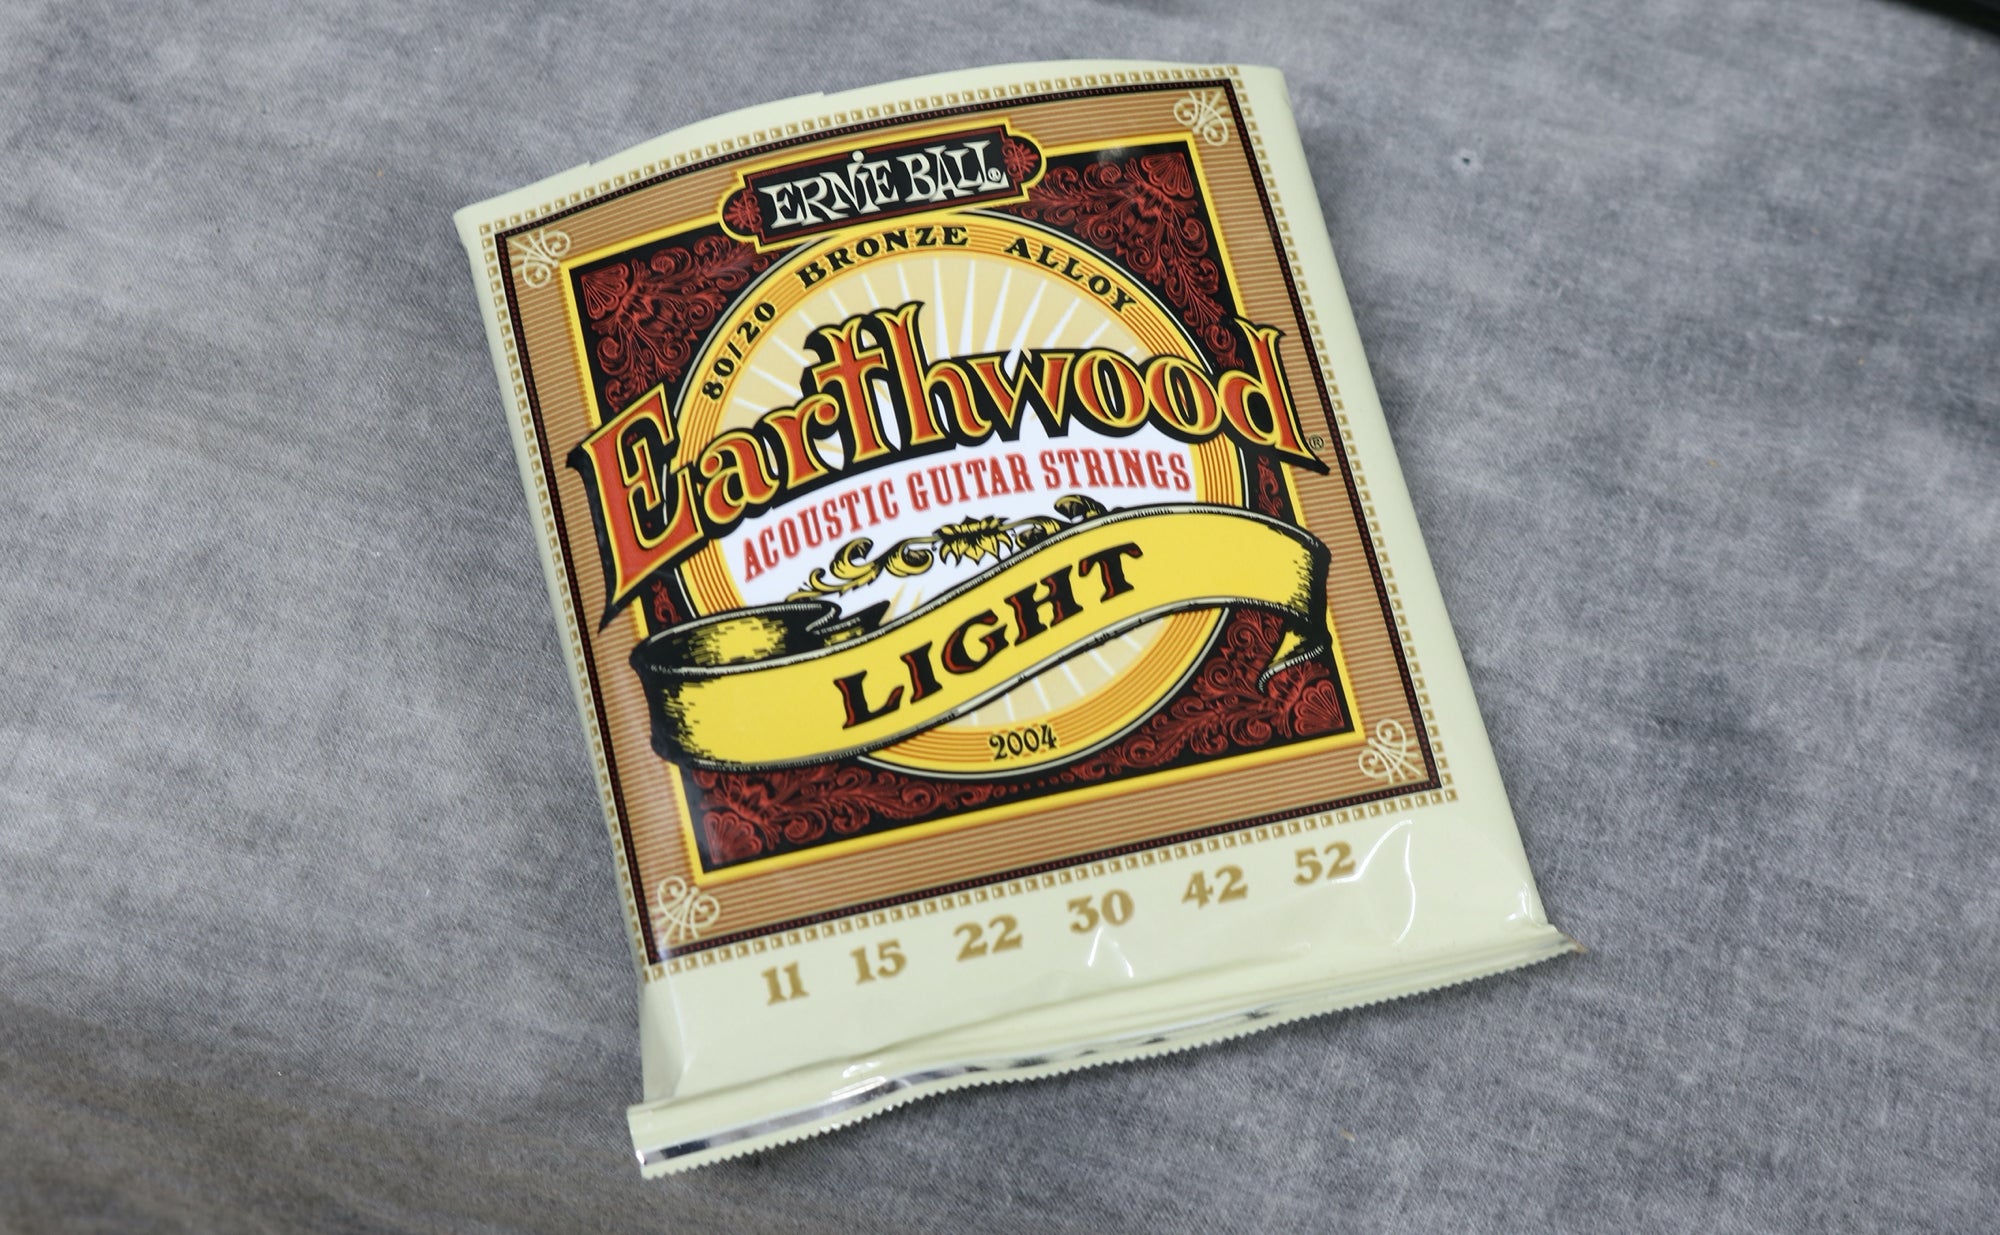 ERNIE BALL®
80/20 BRONZE ALLOY
Earthwood®
ACOUSTIC GUITAR STRINGS
LIGHT
2004
11 15 22 30 42 52